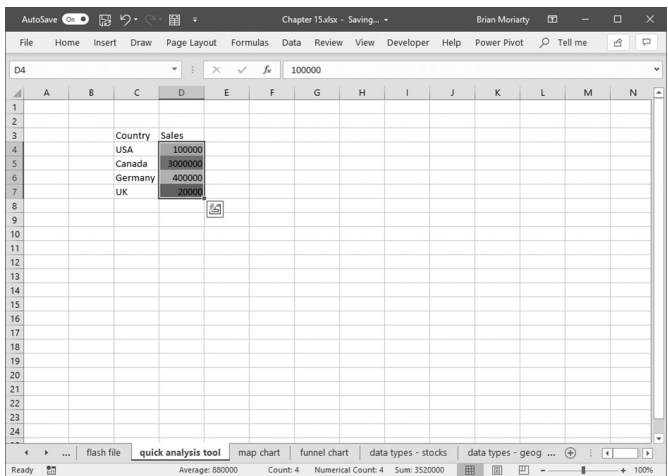 AutoSave On Chapter 15.xlsx - Saving... Brian Moriarty
File Home Insert Draw Page Layout Formulas Data Review View Developer Help Power Pivot Tell me
D4 fx 100000
A B C D E F G H I J K L M N
1
2
3 Country Sales
4 USA 100000
5 Canada 3000000
6 Germany 400000
7 UK 20000
8
9
10
11
12
13
14
15
16
17
18
19
20
21
22
23
24
... flash file quick analysis tool map chart funnel chart data types - stocks data types - geog ...
Ready Average: 880000 Count: 4 Numerical Count: 4 Sum: 3520000 100%